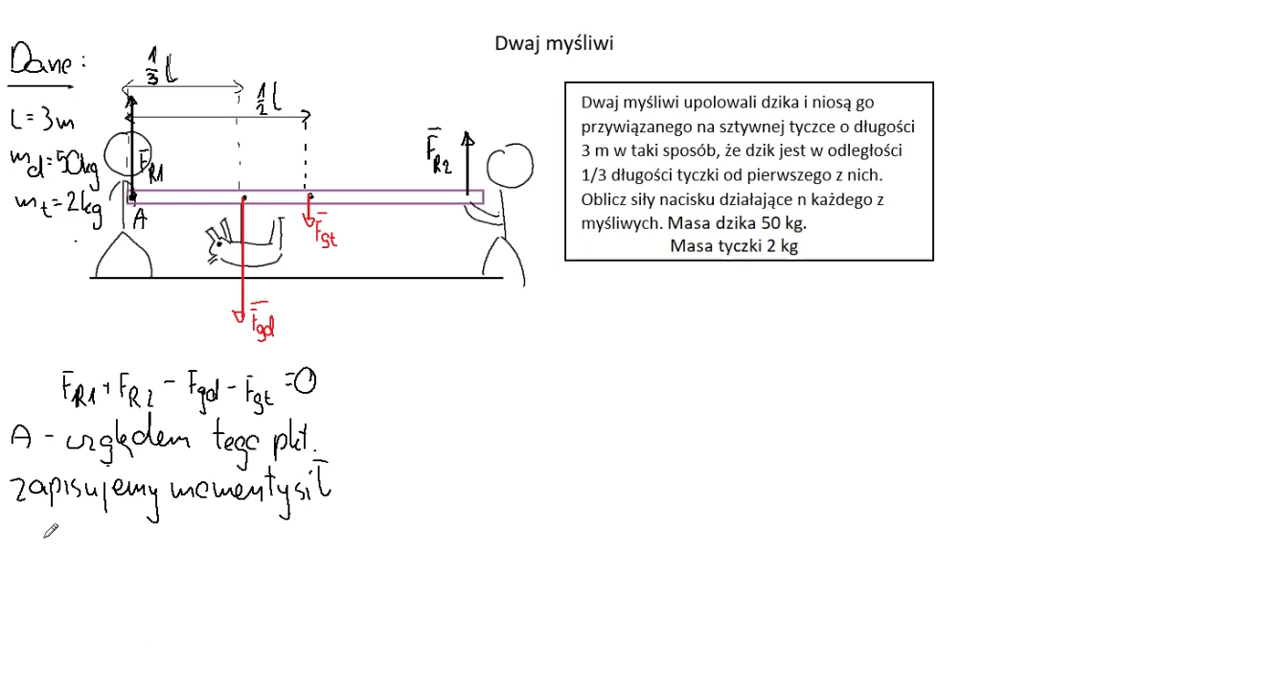 Dwaj myśliwi
Dane:
l = 3m
m_d = 50kg
m_t = 2kg
1/3 l
1/2 l
F_R1
F_R2
A
F_gt
F_gd
Dwaj myśliwi upolowali dzika i niosą go
przywiązanego na sztywnej tyczce o długości
3 m w taki sposób, że dzik jest w odległości
1/3 długości tyczki od pierwszego z nich.
Oblicz siły nacisku działające n każdego z
myśliwych. Masa dzika 50 kg.
Masa tyczki 2 kg
F_R1 + F_R2 - F_gd - F_gt = 0
A - względem tego pkt.
zapisujemy momenty sił